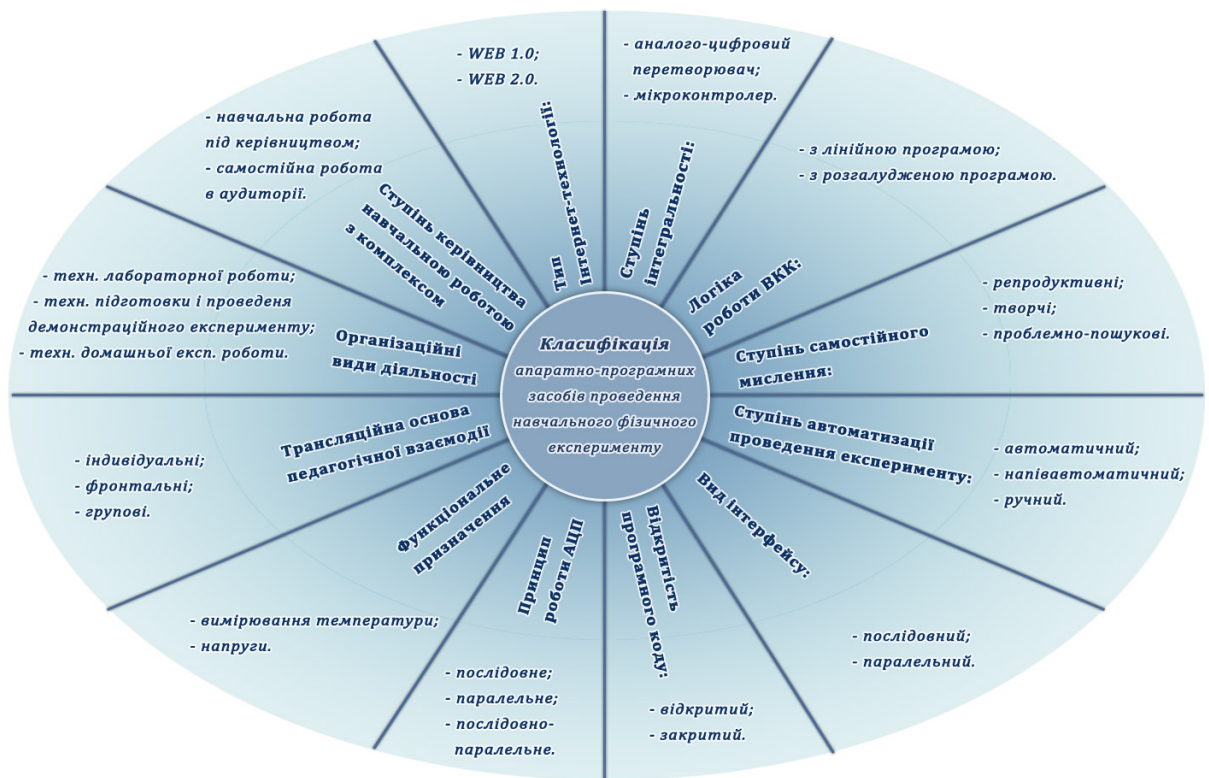 Класифікація
апаратно-програмних
засобів проведення
навчального фізичного
експерименту
Ступінь
інтегральності:
- аналого-цифровий
перетворювач;
- мікроконтролер.
Логіка
роботи ВКК:
- з лінійною програмою;
- з розгалудженою програмою.
Ступінь самостійного
мислення:
- репродуктивні;
- творчі;
- проблемно-пошукові.
Ступінь автоматизації
проведення експерименту:
- автоматичний;
- напівавтоматичний;
- ручний.
Вид інтерфейсу:
- послідовний;
- паралельний.
Відкритість
програмного коду:
- відкритий;
- закритий.
Принцип
роботи АЦП
- послідовне;
- паралельне;
- послідовно-
паралельне.
Функціональне
призначення
- вимірювання температури;
- напруги.
Трансляційна основа
педагогічної взаємодії
- індивідуальні;
- фронтальні;
- групові.
Організаційні
види діяльності
- техн. лабораторної роботи;
- техн. підготовки і проведеня
демонстраційного експерименту;
- техн. домашньої експ. роботи.
Ступінь керівництва
навчальною роботою
з комплексом
- навчальна робота
під керівництвом;
- самостійна робота
в аудиторії.
Тип
інтернет-технології:
- WEB 1.0;
- WEB 2.0.